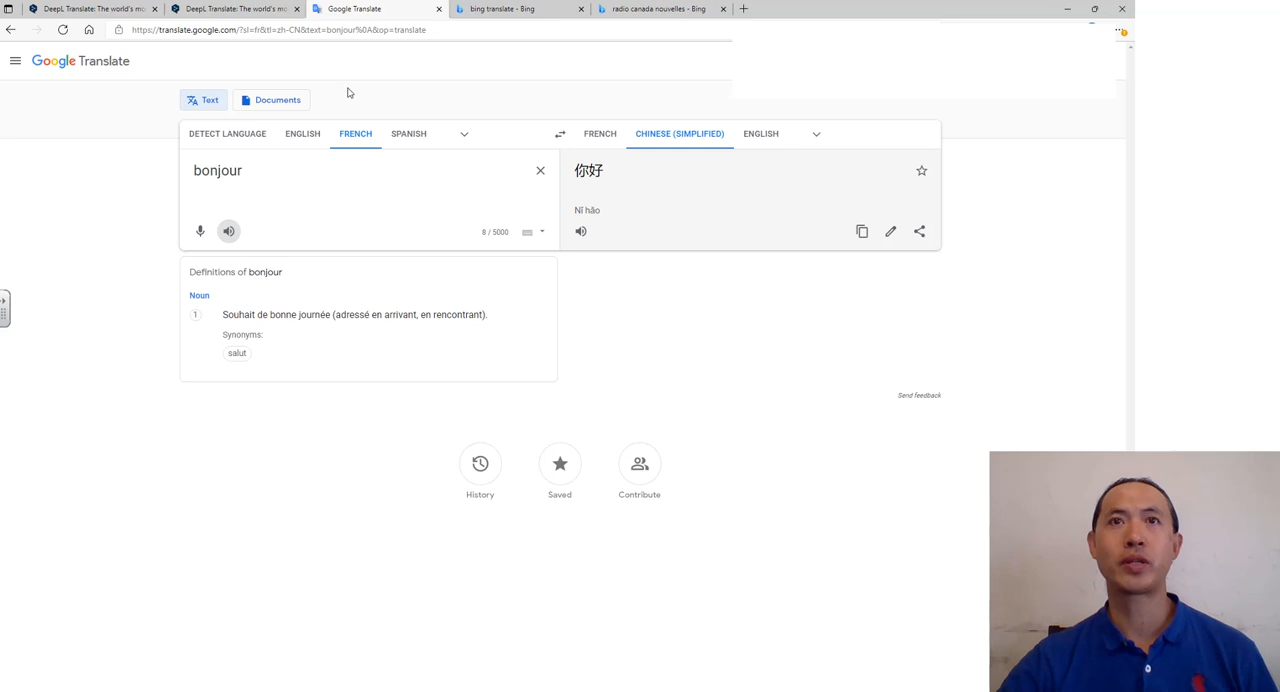 DeepL Translate: The world's mo
DeepL Translate: The world's mo
Google Translate
bing translate - Bing
radio canada nouvelles - Bing
https://translate.google.com/?sl=fr&tl=zh-CN&text=bonjour%0A&op=translate
Google Translate
Text
Documents
DETECT LANGUAGE
ENGLISH
FRENCH
SPANISH
FRENCH
CHINESE (SIMPLIFIED)
ENGLISH
bonjour
你好
Nǐ hǎo
8 / 5000
Definitions of bonjour
Noun
1
Souhait de bonne journée (adressé en arrivant, en rencontrant).
Synonyms:
salut
Send feedback
History
Saved
Contribute